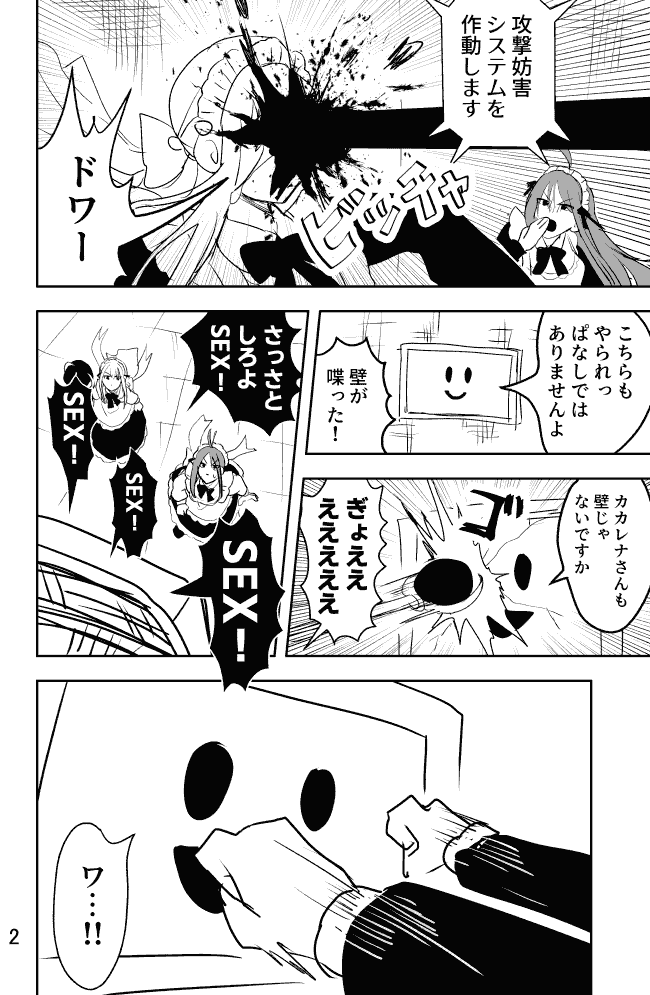 攻撃妨害
システムを
作動します
ビッチャ
ドワー
こちらも
やられっ
ぱなしでは
ありませんよ
壁が
喋った！
さっさと
しろよ
SEX！
SEX！
SEX！
SEX！
カカレナさんも
壁じゃ
ないですか
ゴ
ぎょええ
えええええ
ワ…!!
2